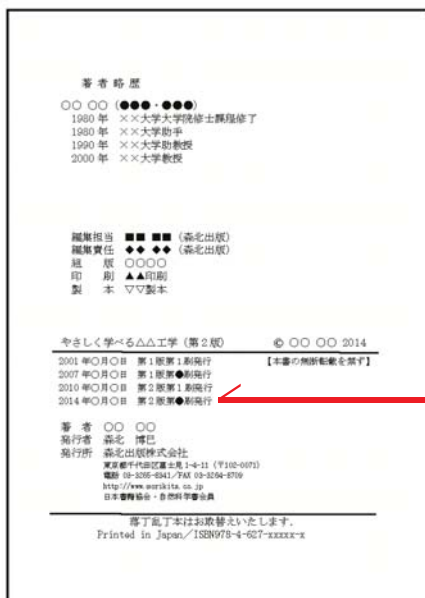 著 者 略 歴
○○ ○○ (●●●・●●●)
1980 年 ××大学大学院修士課程修了
1980 年 ××大学助手
1990 年 ××大学助教授
2000 年 ××大学教授
編集担当 ■■ ■■ (森北出版)
編集責任 ◆◆ ◆◆ (森北出版)
組 版 ○○○○
印 刷 ▲▲印刷
製 本 ▽▽製本
やさしく学べる△△工学 (第2版) © ○○ ○○ 2014
2001 年○月○日 第1版第1刷発行 【本書の無断転載を禁ず】
2007 年○月○日 第1版第●刷発行
2010 年○月○日 第2版第1刷発行
2014 年○月○日 第2版第●刷発行
著 者 ○○ ○○
発行者 森北 博巳
発行所 森北出版株式会社
東京都千代田区富士見 1-4-11 (〒102-0071)
電話 03-3265-8341/FAX 03-3264-8709
http://www.morikita.co.jp
日本書籍協会・自然科学書会員
落丁乱丁本はお取替えいたします.
Printed in Japan/ISBN978-4-627-xxxxx-x